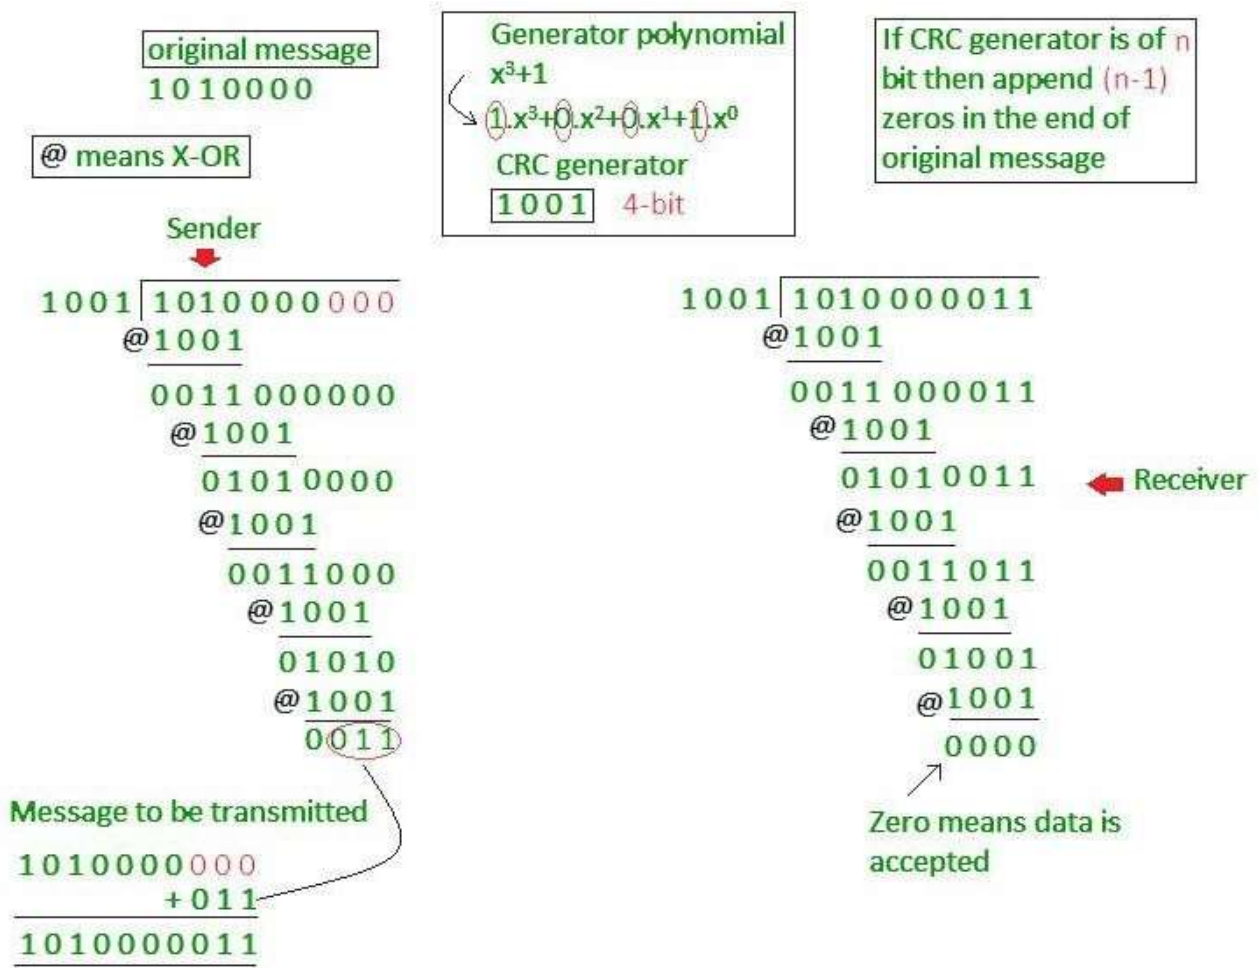 original message
1010000
@ means X-OR
Generator polynomial
x³+1
1.x³+0.x²+0.x¹+1.x⁰
CRC generator
1001 4-bit
If CRC generator is of n
bit then append (n-1)
zeros in the end of
original message
Sender
1001 1010000000
@1001
0011000000
@1001
01010000
@1001
0011000
@1001
01010
@1001
0011
Message to be transmitted
1010000000
+011
1010000011
1001 1010000011
@1001
0011000011
@1001
01010011
@1001
0011011
@1001
01001
@1001
0000
Receiver
Zero means data is
accepted